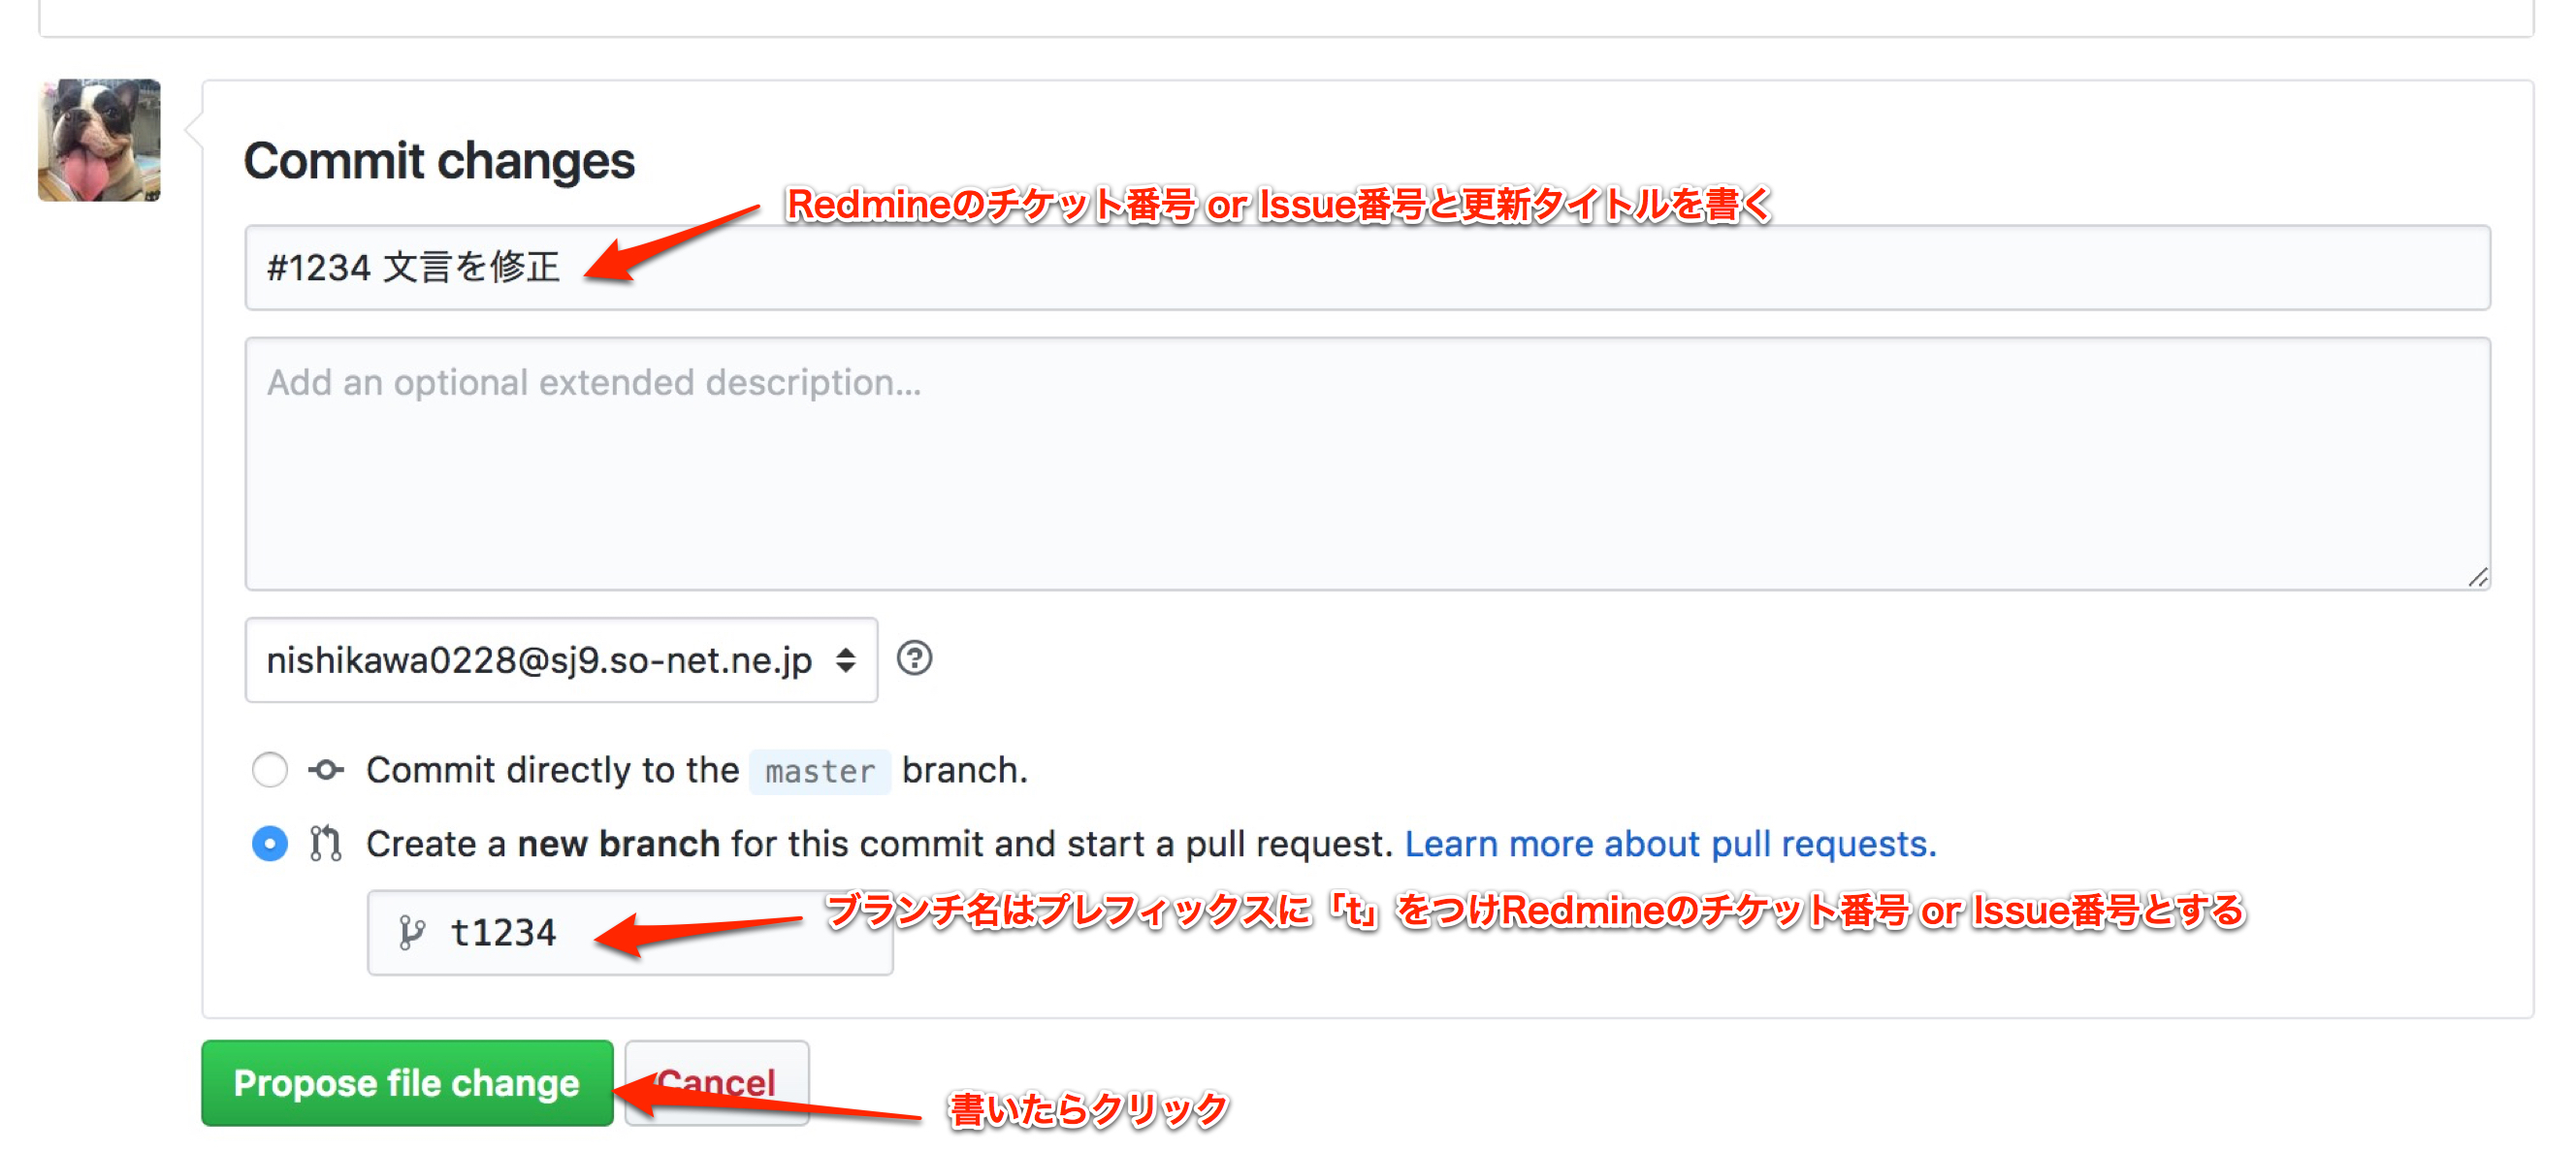 Commit changes
Redmineのチケット番号 or Issue番号と更新タイトルを書く
#1234 文言を修正
Add an optional extended description...
nishikawa0228@sj9.so-net.ne.jp
Commit directly to the master branch.
Create a new branch for this commit and start a pull request. Learn more about pull requests.
ブランチ名はプレフィックスに「t」をつけRedmineのチケット番号 or Issue番号とする
t1234
Propose file change
Cancel
書いたらクリック